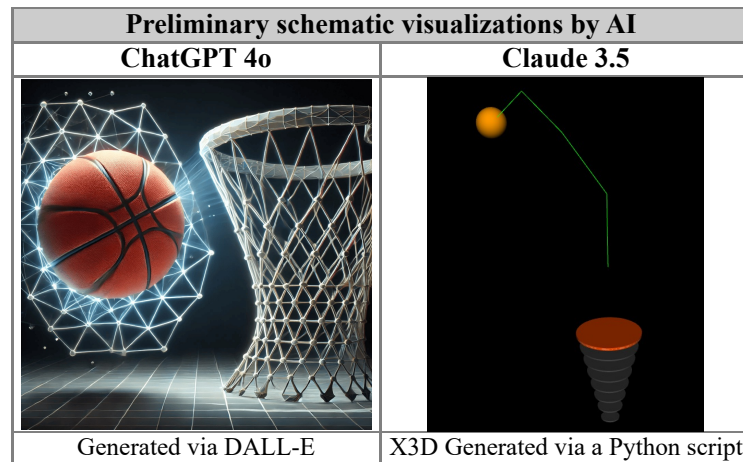 Preliminary schematic visualizations by AI
ChatGPT 4o
Claude 3.5
Generated via DALL-E
X3D Generated via a Python script